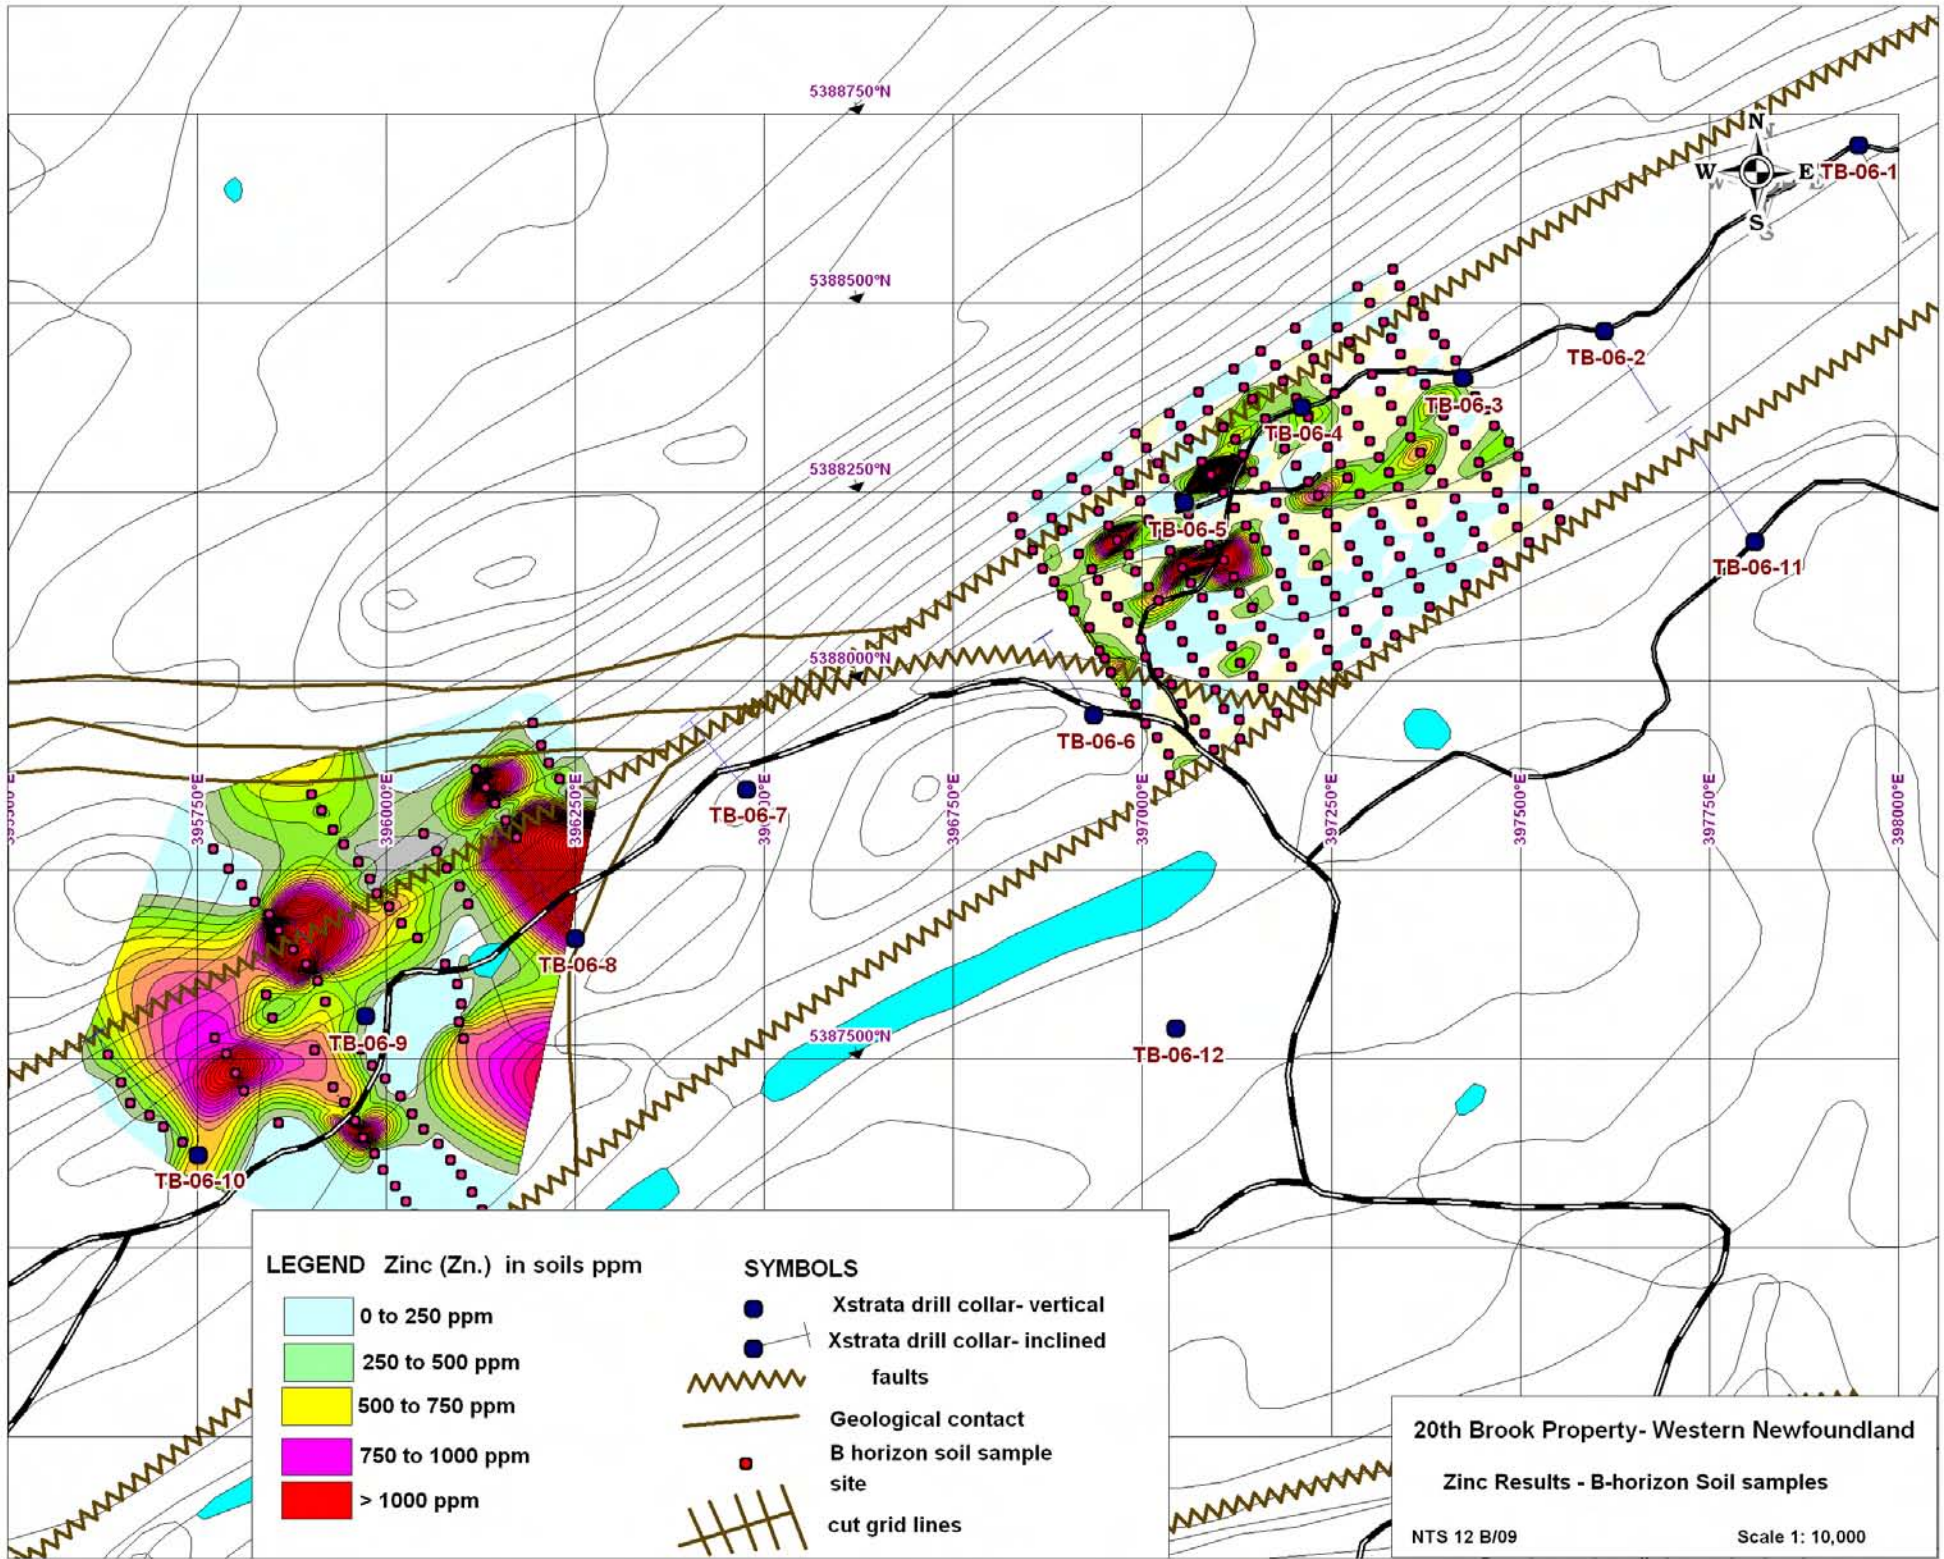 5388750°N
N
W E
S
TB-06-1
5388500°N
TB-06-2
TB-06-3
TB-06-4
5388250°N
TB-06-5
TB-06-11
5388000°N
TB-06-6
395750°E
396000°E
396250°E
396750°E
397000°E
397250°E
397500°E
397750°E
398000°E
TB-06-7
TB-06-8
TB-06-9
5387500°N
TB-06-12
TB-06-10
LEGEND Zinc (Zn.) in soils ppm
0 to 250 ppm
250 to 500 ppm
500 to 750 ppm
750 to 1000 ppm
> 1000 ppm
SYMBOLS
Xstrata drill collar- vertical
Xstrata drill collar- inclined
faults
Geological contact
B horizon soil sample
site
cut grid lines
20th Brook Property- Western Newfoundland
Zinc Results - B-horizon Soil samples
NTS 12 B/09 Scale 1: 10,000